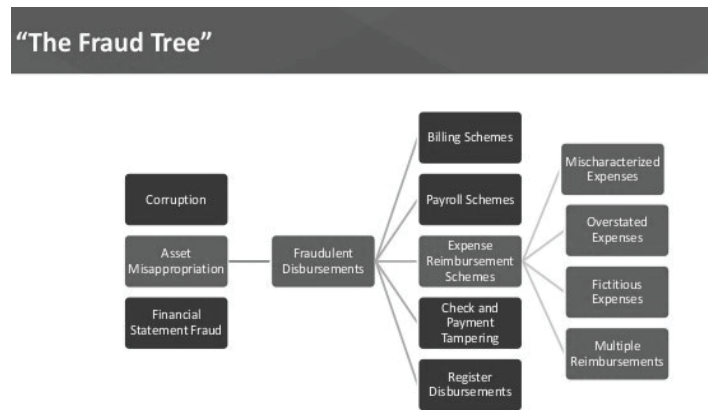 “The Fraud Tree”
Corruption
Asset
Misappropriation
Financial
Statement Fraud
Fraudulent
Disbursements
Billing Schemes
Payroll Schemes
Expense
Reimbursement
Schemes
Check and
Payment
Tampering
Register
Disbursements
Mischaracterized
Expenses
Overstated
Expenses
Fictitious
Expenses
Multiple
Reimbursements